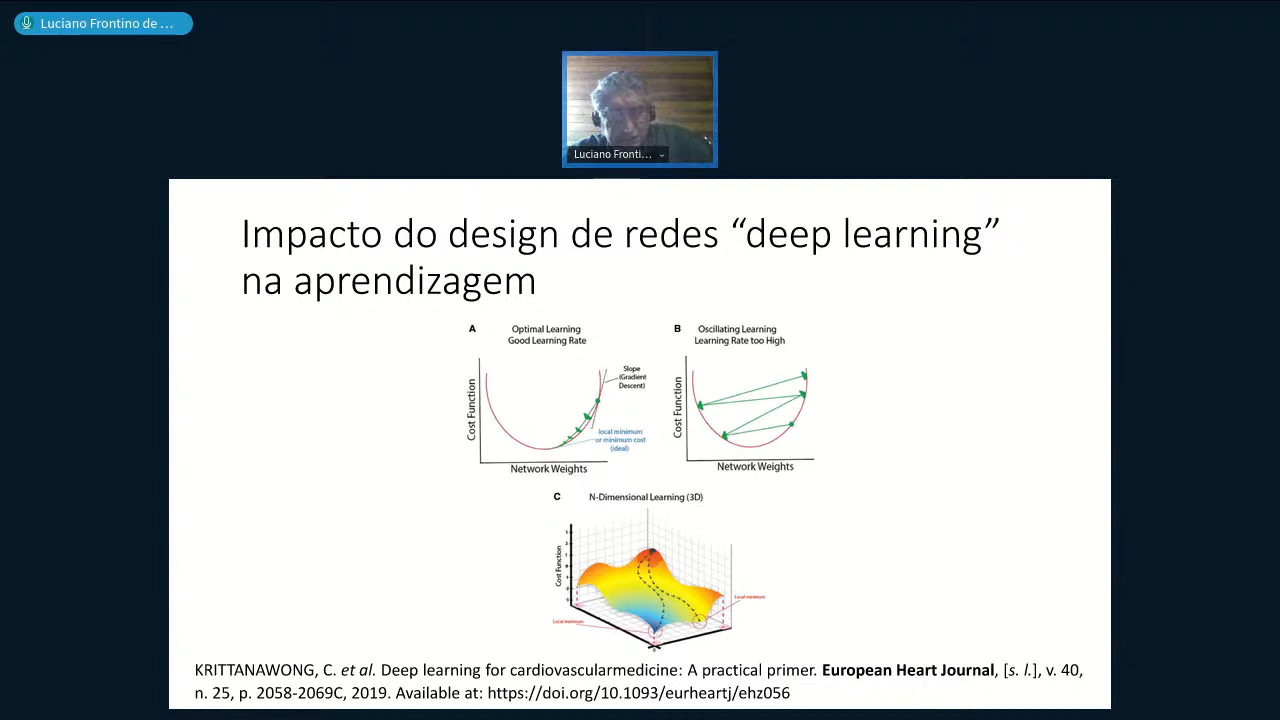 Luciano Frontino de ...
Luciano Fronti...
Impacto do design de redes “deep learning”
na aprendizagem
A
Optimal Learning
Good Learning Rate
Slope
(Gradient
Descent)
local minimum
or minimum cost
(ideal)
Cost Function
Network Weights
B
Oscillating Learning
Learning Rate too High
Cost Function
Network Weights
C
N-Dimensional Learning (3D)
Cost Function
Local minimum
Local minimum
KRITTANAWONG, C. et al. Deep learning for cardiovascularmedicine: A practical primer. European Heart Journal, [s. l.], v. 40,
n. 25, p. 2058-2069C, 2019. Available at: https://doi.org/10.1093/eurheartj/ehz056